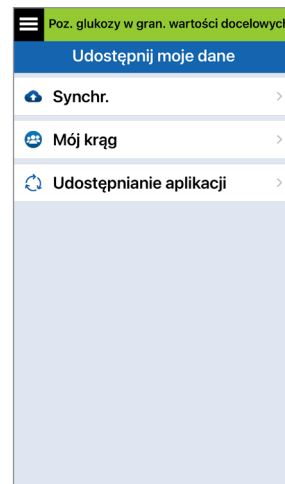 Poz. glukozy w gran. wartości docelowych
Udostępnij moje dane
Synchr.
Mój krąg
Udostępnianie aplikacji